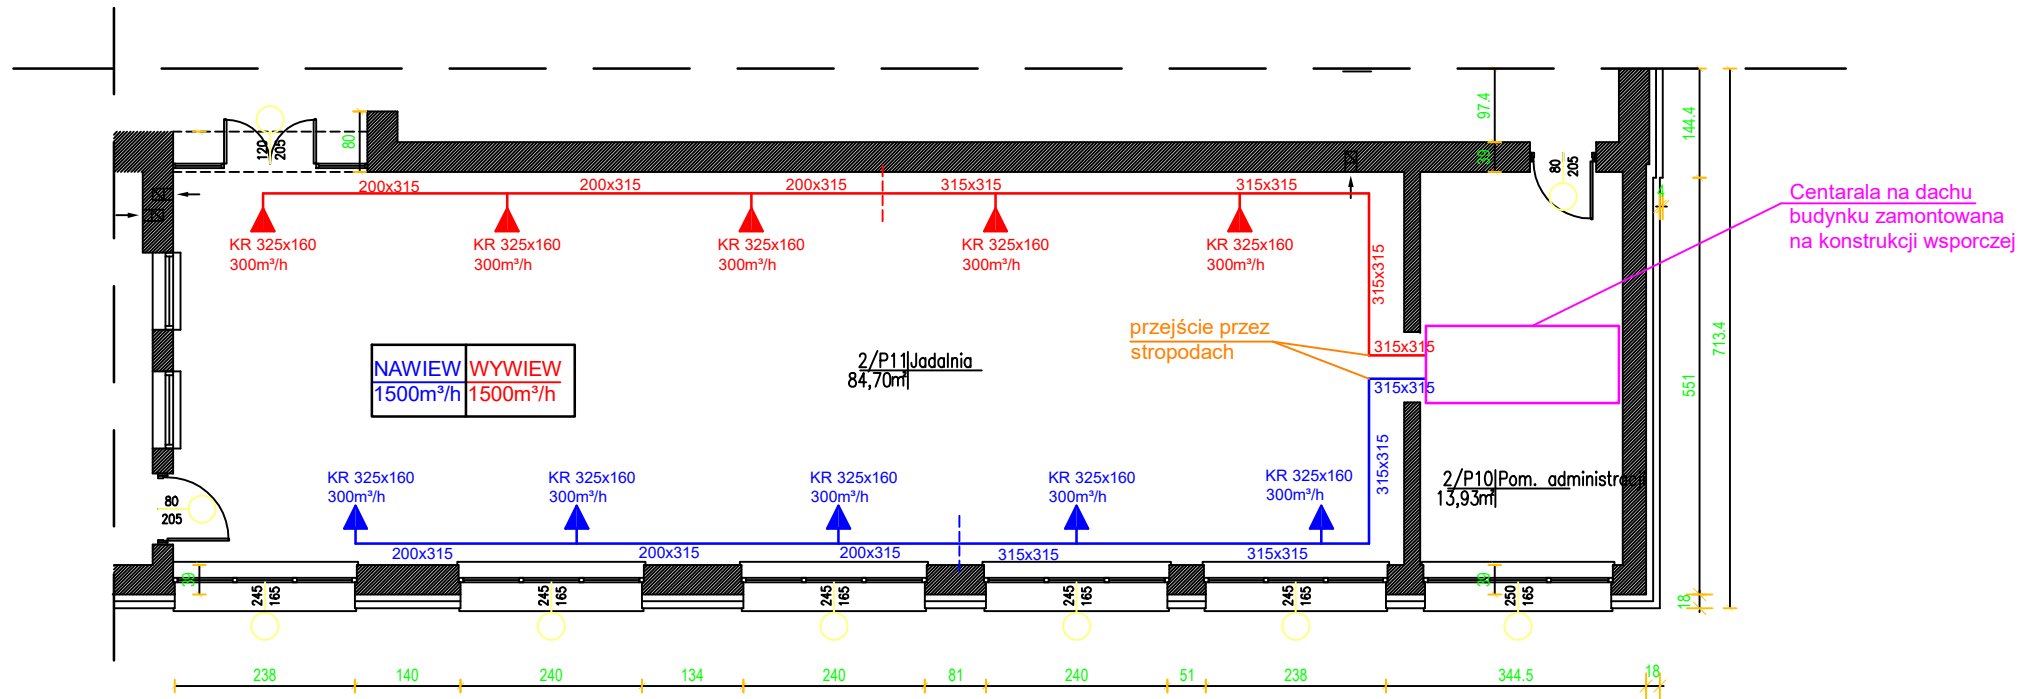 120
205
80
97.4
39
144.4
80
205
4
200x315
200x315
200x315
315x315
315x315
KR 325x160
300m³/h
KR 325x160
300m³/h
KR 325x160
300m³/h
KR 325x160
300m³/h
KR 325x160
300m³/h
315x315
Centarala na dachu
budynku zamontowana
na konstrukcji wsporczej
przejście przez
stropodach
315x315
315x315
NAWIEW WYWIEW
1500m³/h 1500m³/h
2/P11 Jadalnia
84,70m²
551
713.4
KR 325x160
300m³/h
KR 325x160
300m³/h
KR 325x160
300m³/h
KR 325x160
300m³/h
KR 325x160
300m³/h
315x315
2/P10 Pom. administracji
13,93m²
80
205
200x315
200x315
200x315
315x315
315x315
39
39
18
245
165
245
165
245
165
245
165
245
165
250
165
238
140
240
134
240
81
240
51
238
344.5
18